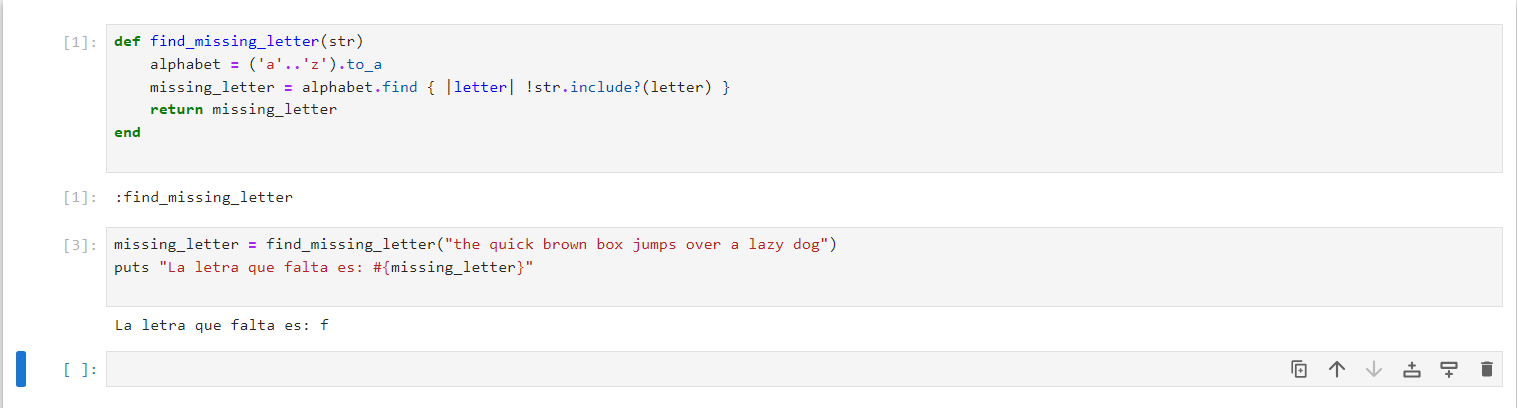 [1]: def find_missing_letter(str)
    alphabet = ('a'..'z').to_a
    missing_letter = alphabet.find { |letter| !str.include?(letter) }
    return missing_letter
end
[1]: :find_missing_letter
[3]: missing_letter = find_missing_letter("the quick brown box jumps over a lazy dog")
puts "La letra que falta es: #{missing_letter}"
La letra que falta es: f
[ ]: